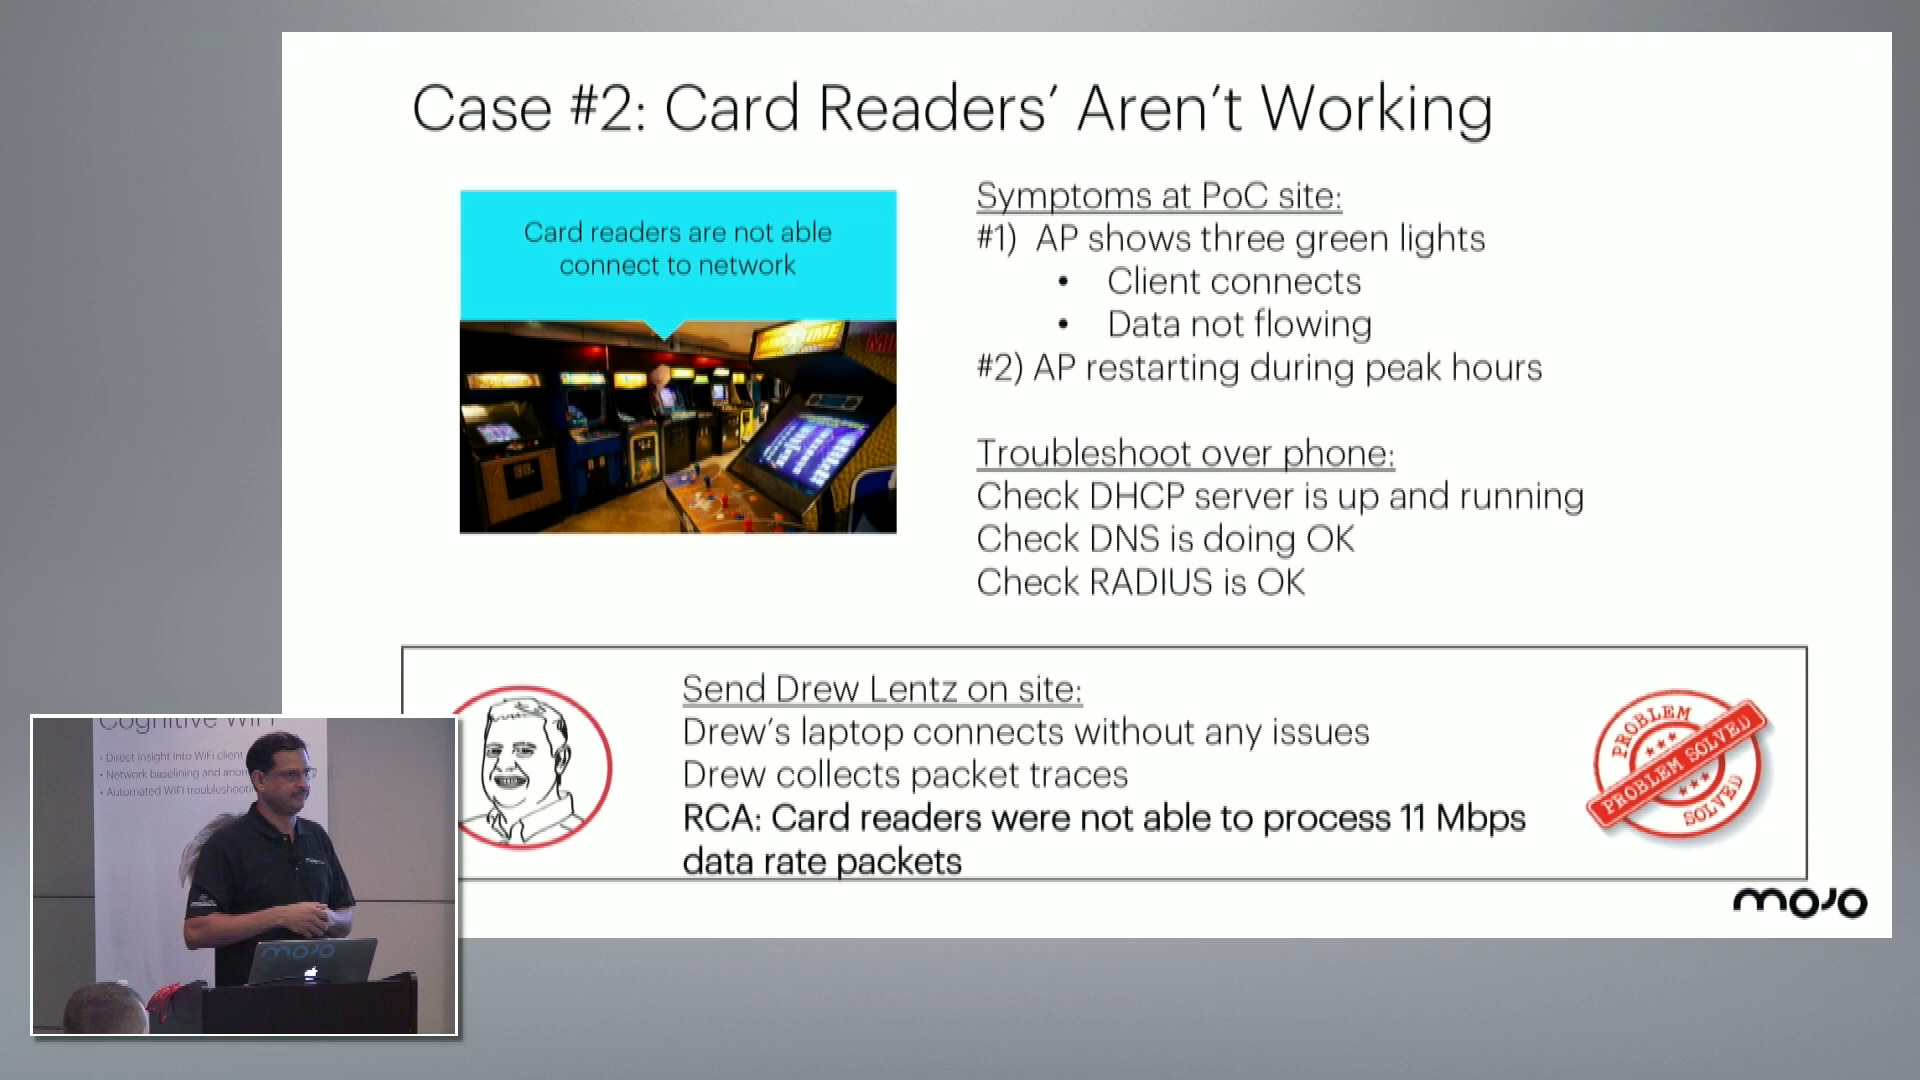 Case #2: Card Readers’ Aren’t Working
Card readers are not able
connect to network
Symptoms at PoC site:
#1) AP shows three green lights
• Client connects
• Data not flowing
#2) AP restarting during peak hours
Troubleshoot over phone:
Check DHCP server is up and running
Check DNS is doing OK
Check RADIUS is OK
Send Drew Lentz on site:
Drew’s laptop connects without any issues
Drew collects packet traces
RCA: Card readers were not able to process 11 Mbps
data rate packets
PROBLEM
PROBLEM SOLVED
SOLVED
mojo
Cognitive WiFi
• Direct insight into WiFi client
• Network baselining and
• Automated WiFi
mojo